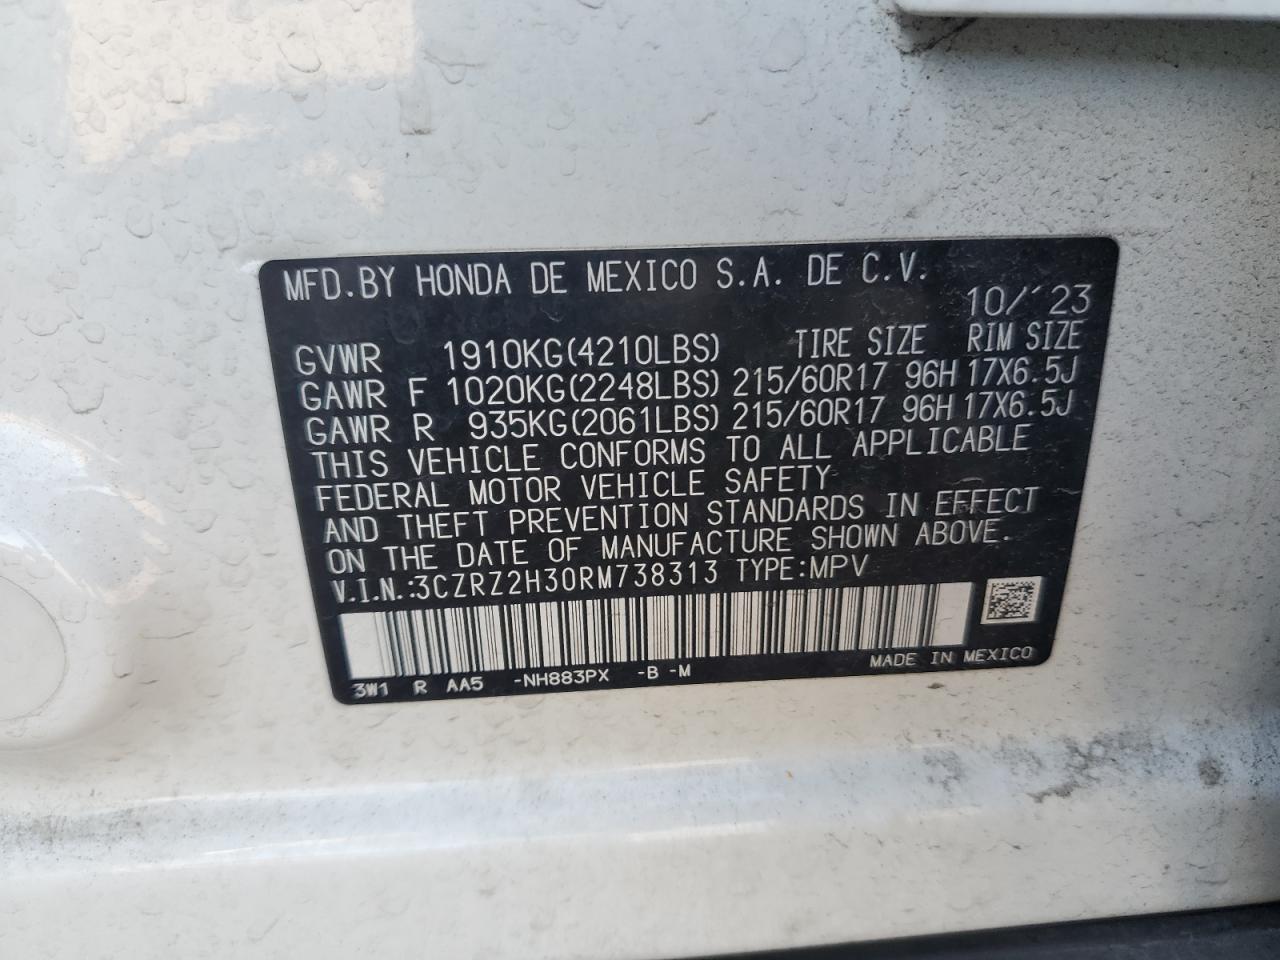 MFD.BY HONDA DE MEXICO S.A. DE C.V.
10/´23
GVWR 1910KG(4210LBS) TIRE SIZE RIM SIZE
GAWR F 1020KG(2248LBS) 215/60R17 96H 17X6.5J
GAWR R 935KG(2061LBS) 215/60R17 96H 17X6.5J
THIS VEHICLE CONFORMS TO ALL APPLICABLE
FEDERAL MOTOR VEHICLE SAFETY
AND THEFT PREVENTION STANDARDS IN EFFECT
ON THE DATE OF MANUFACTURE SHOWN ABOVE.
V.I.N.:3CZRZ2H30RM738313 TYPE:MPV
3W1 R AA5 -NH883PX -B -M MADE IN MEXICO